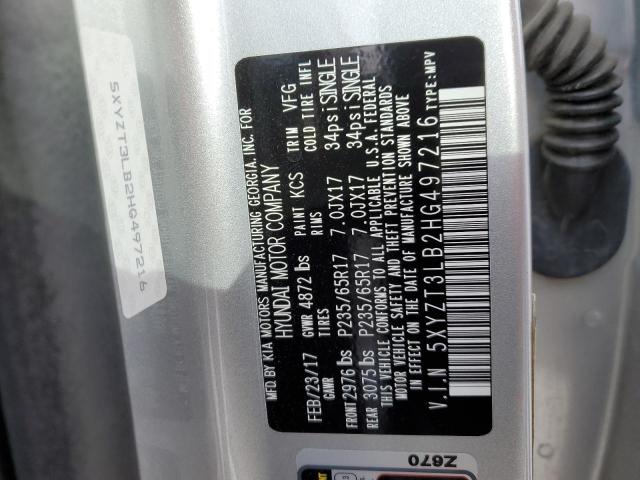 5XYZT3LB2HG497216
MFD.BY KIA MOTORS MANUFACTURING GEORGIA, INC. FOR
HYUNDAI MOTOR COMPANY
FEB/23/17 GVWR 4872 lbs PAINT KCS TRIM VFG
GAWR TIRES RIMS COLD TIRE INFL
FRONT 2976 lbs P235/65R17 7.0JX17 34psi SINGLE
REAR 3075 lbs P235/65R17 7.0JX17 34psi SINGLE
THIS VEHICLE CONFORMS TO ALL APPLICABLE U.S.A. FEDERAL
MOTOR VEHICLE SAFETY AND THEFT PREVENTION STANDARDS
IN EFFECT ON THE DATE OF MANUFACTURE SHOWN ABOVE
V.I.N 5XYZT3LB2HG497216 TYPE:MPV
Z670